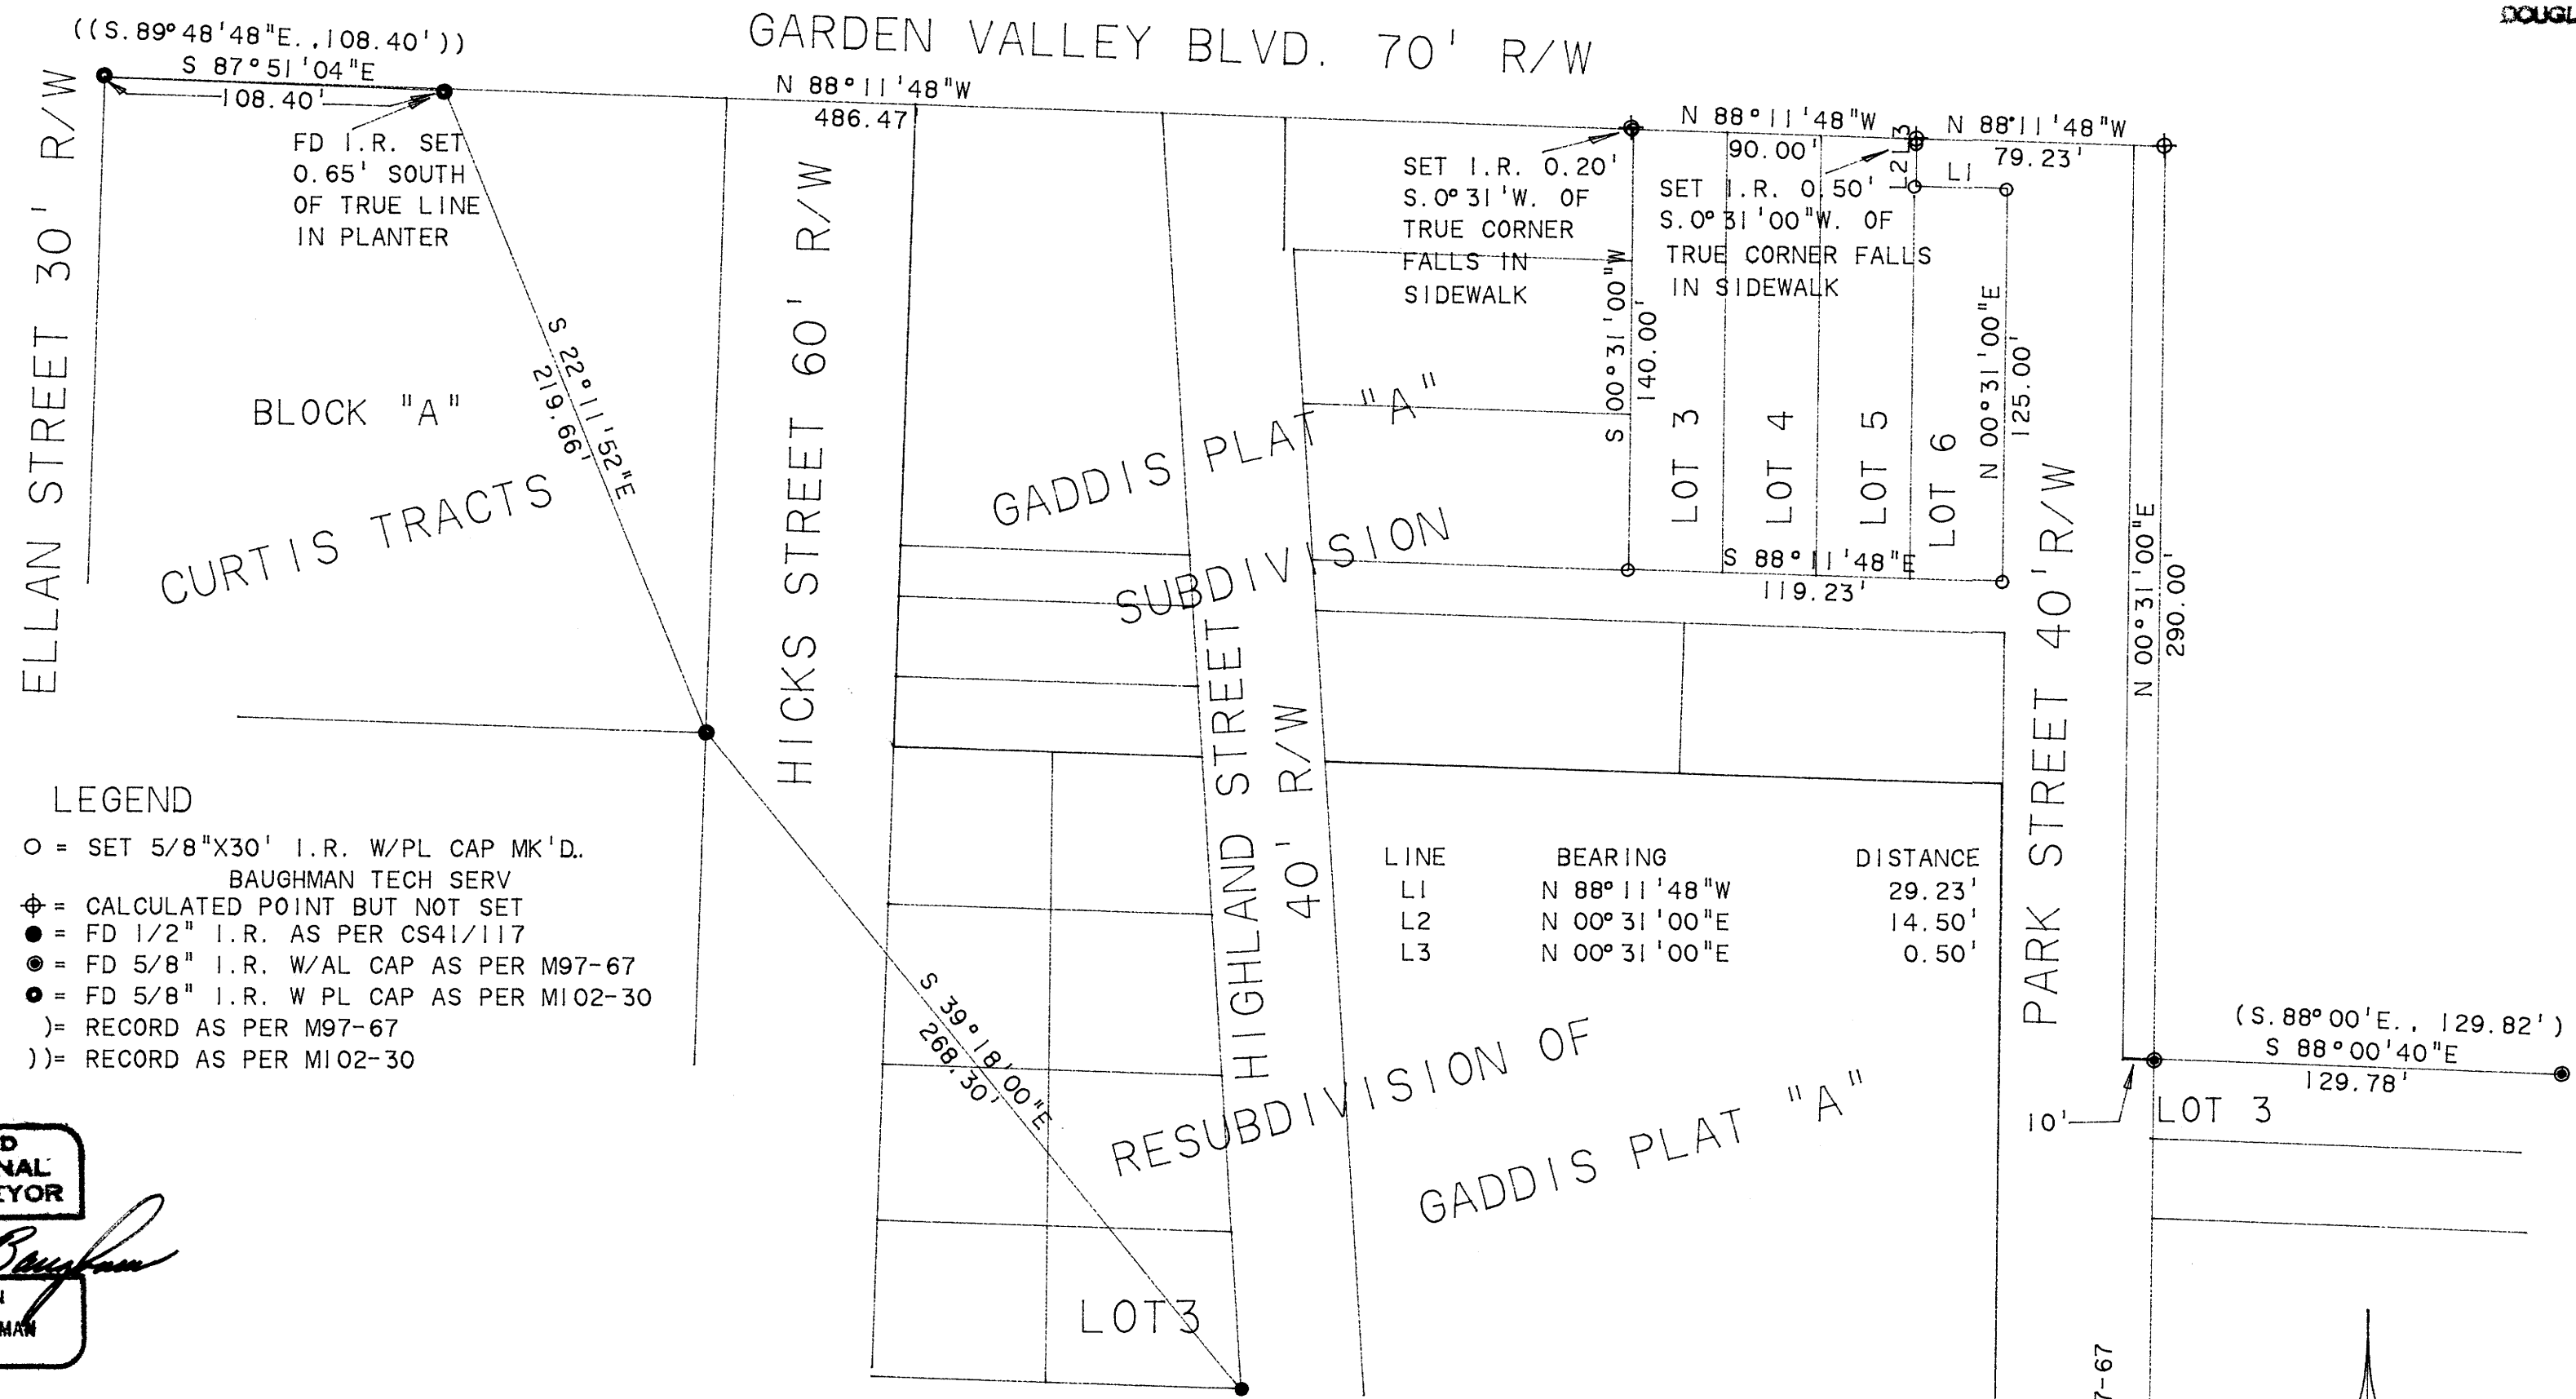 DOUGL
((S.89°48'48"E.,108.40'))
GARDEN VALLEY BLVD. 70' R/W
S 87°51'04"E
108.40'
N 88°11'48"W
486.47
N 88°11'48"W
90.00'
N 88°11'48"W
79.23'
L3
L2
L1
FD I.R. SET
0.65' SOUTH
OF TRUE LINE
IN PLANTER
SET I.R. 0.20'
S.0°31'W. OF
TRUE CORNER
FALLS IN
SIDEWALK
SET I.R. 0.50'
S.0°31'00"W. OF
TRUE CORNER FALLS
IN SIDEWALK
ELLAN STREET 30' R/W
BLOCK "A"
CURTIS TRACTS
S 22°11'52"E
219.66'
HICKS STREET 60' R/W
GADDIS PLAT "A"
SUBDIVISION
S 00°31'00"W
140.00'
LOT 3
LOT 4
LOT 5
LOT 6
N 00°31'00"E
125.00'
S 88°11'48"E
119.23'
HIGHLAND STREET
40' R/W
PARK STREET 40' R/W
N 00°31'00"E
290.00'
LEGEND
O = SET 5/8"X30' I.R. W/PL CAP MK'D..
BAUGHMAN TECH SERV
= CALCULATED POINT BUT NOT SET
= FD 1/2" I.R. AS PER CS41/117
= FD 5/8" I.R. W/AL CAP AS PER M97-67
= FD 5/8" I.R. W PL CAP AS PER M102-30
)= RECORD AS PER M97-67
))= RECORD AS PER M102-30
LINE BEARING DISTANCE
L1 N 88°11'48"W 29.23'
L2 N 00°31'00"E 14.50'
L3 N 00°31'00"E 0.50'
S 39°18'00"E
268.30'
RESUBDIVISION OF
GADDIS PLAT "A"
(S.88°00'E., 129.82')
S 88°00'40"E
129.78'
10'
LOT 3
LOT3
D
NAL
EYOR
Baughman
N
MAN
7-67